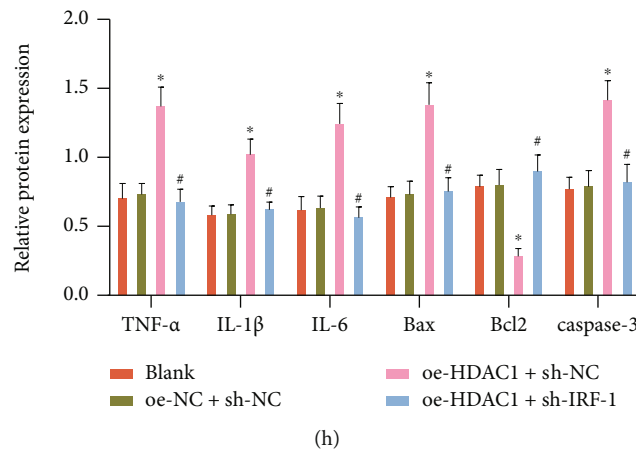 Relative protein expression
2.0
1.5
1.0
0.5
0.0
* * * * * *
# # # # # #
TNF-α IL-1β IL-6 Bax Bcl2 caspase-3
Blank
oe-NC + sh-NC
oe-HDAC1 + sh-NC
oe-HDAC1 + sh-IRF-1
(h)